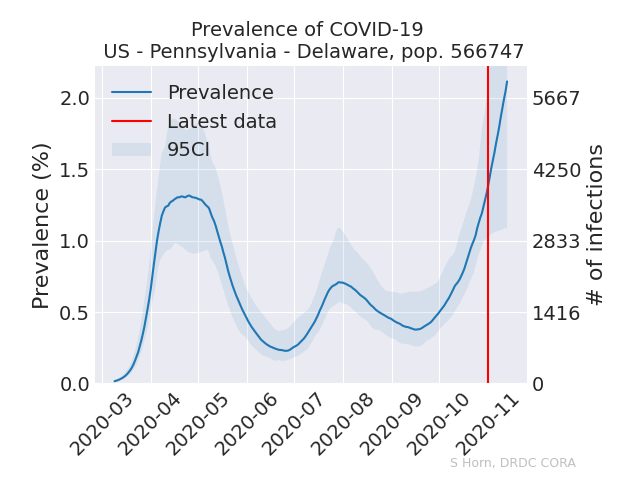 Prevalence of COVID-19
US - Pennsylvania - Delaware, pop. 566747
Prevalence
Latest data
95CI
Prevalence (%)
2.0
1.5
1.0
0.5
0.0
5667
4250
2833
1416
0
# of infections
2020-03
2020-04
2020-05
2020-06
2020-07
2020-08
2020-09
2020-10
2020-11
S Horn, DRDC CORA